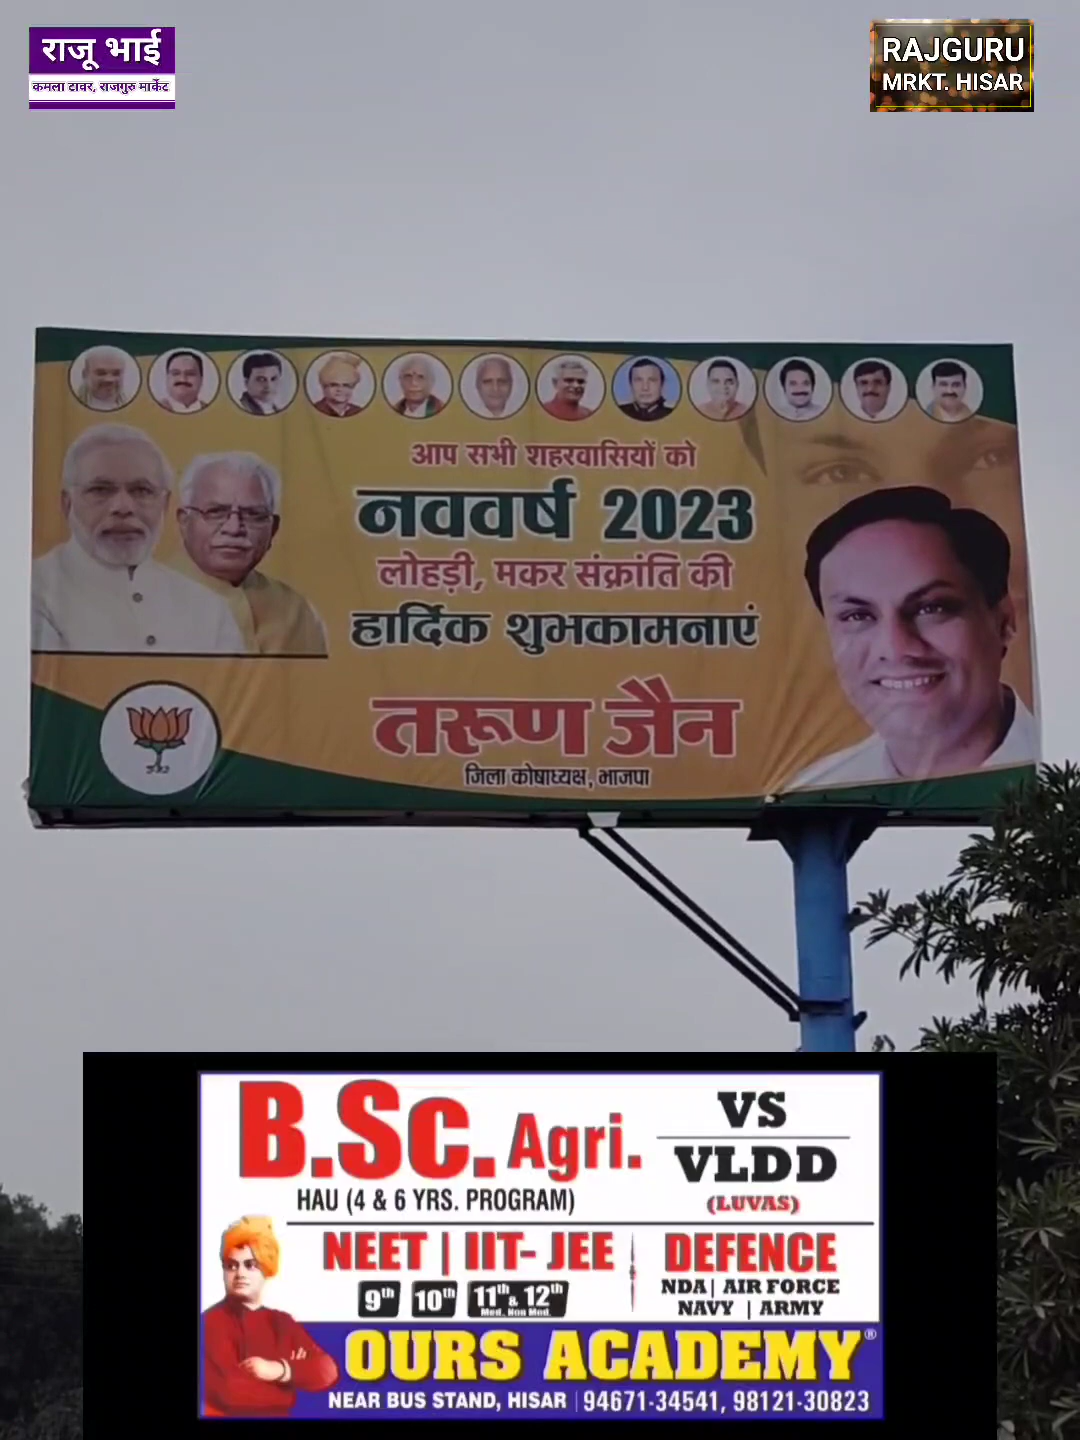 राजू भाई
कमला टावर, राजगुरु मार्केट
RAJGURU
MRKT. HISAR
आप सभी शहरवासियों को
नववर्ष 2023
लोहड़ी, मकर संक्रांति की
हार्दिक शुभकामनाएं
तरूण जैन
जिला कोषाध्यक्ष, भाजपा
B.Sc. Agri.
HAU (4 & 6 YRS. PROGRAM)
VS
VLDD
(LUVAS)
NEET | IIT- JEE
9th 10th 11th & 12th
Med. Non Med.
DEFENCE
NDA | AIR FORCE
NAVY | ARMY
OURS ACADEMY®
NEAR BUS STAND, HISAR | 94671-34541, 98121-30823